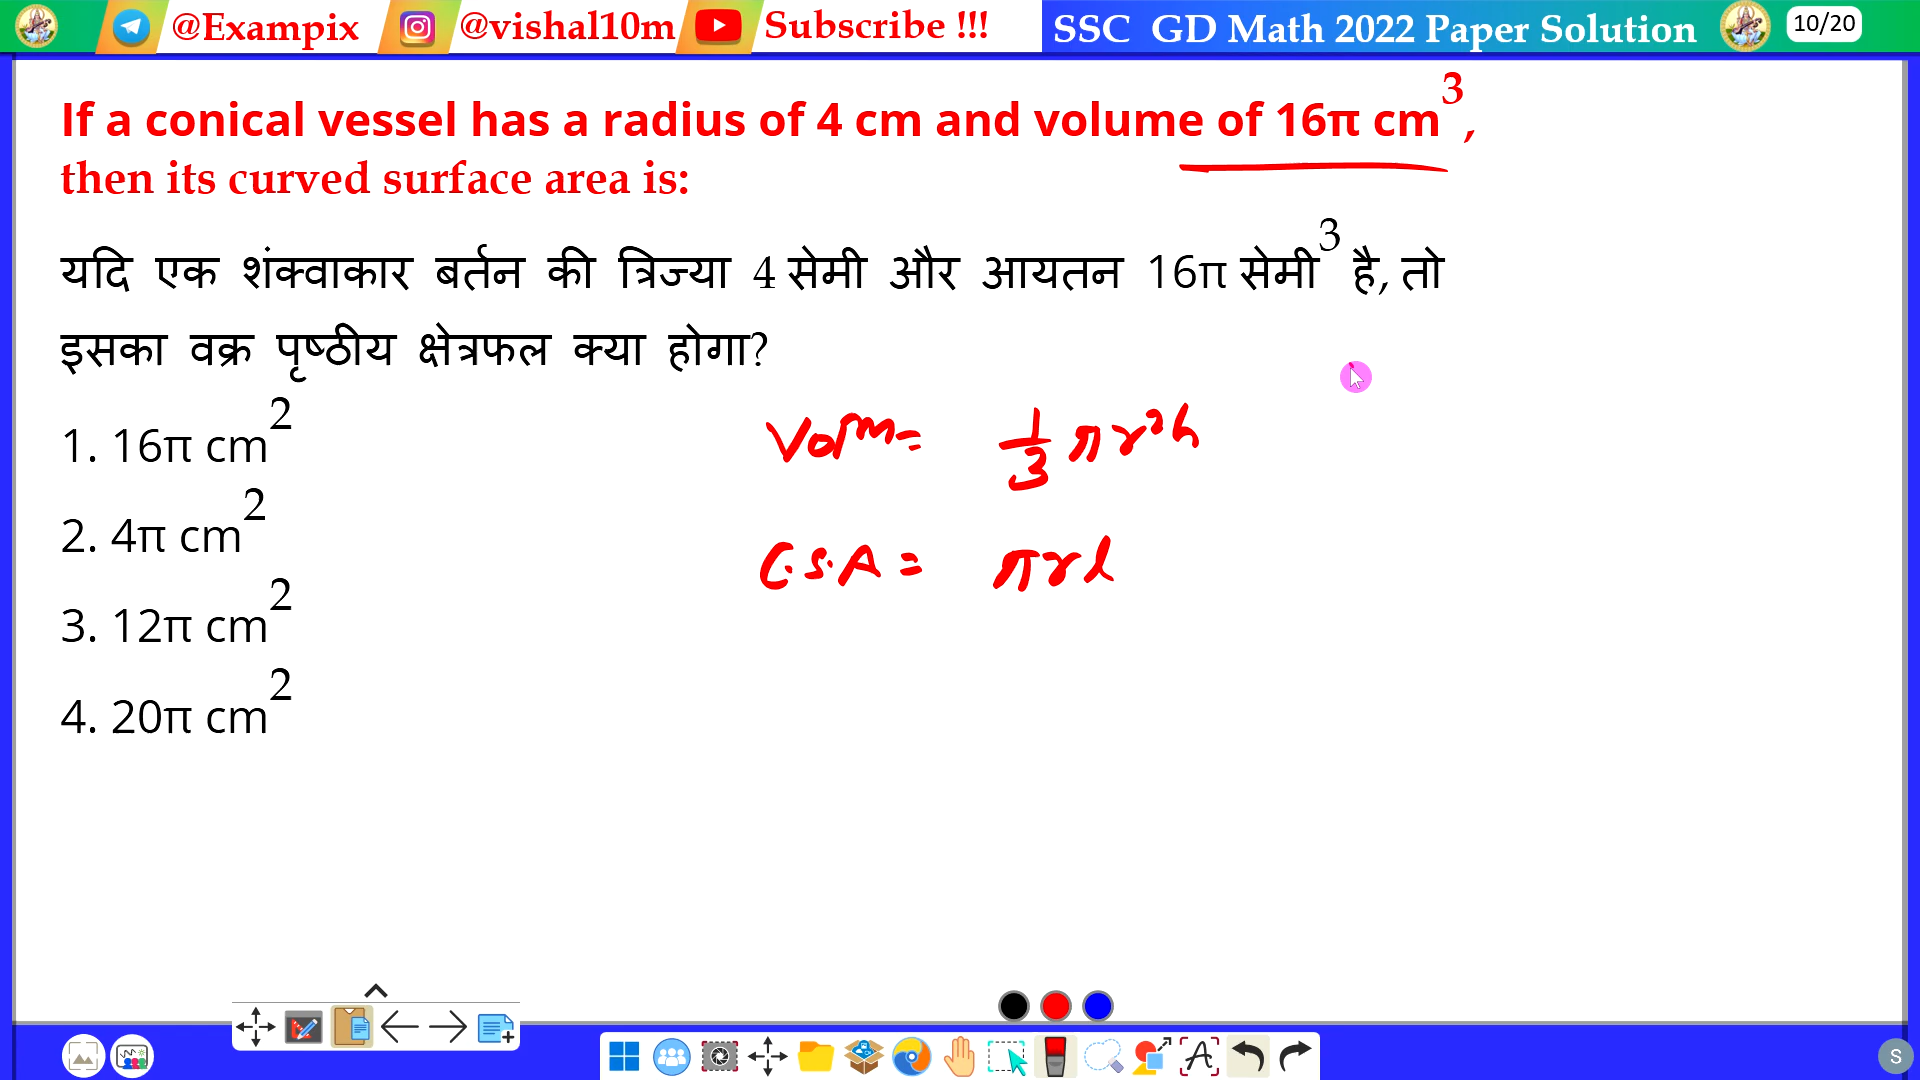 @Exampix @vishal10m Subscribe !!! SSC GD Math 2022 Paper Solution 10/20
If a conical vessel has a radius of 4 cm and volume of 16π cm³,
then its curved surface area is:
यदि एक शंक्वाकार बर्तन की त्रिज्या 4 सेमी और आयतन 16π सेमी³ है, तो
इसका वक्र पृष्ठीय क्षेत्रफल क्या होगा?
1. 16π cm²
Volm = 1/3 πr²h
2. 4π cm²
C.S.A = πrl
3. 12π cm²
4. 20π cm²
S